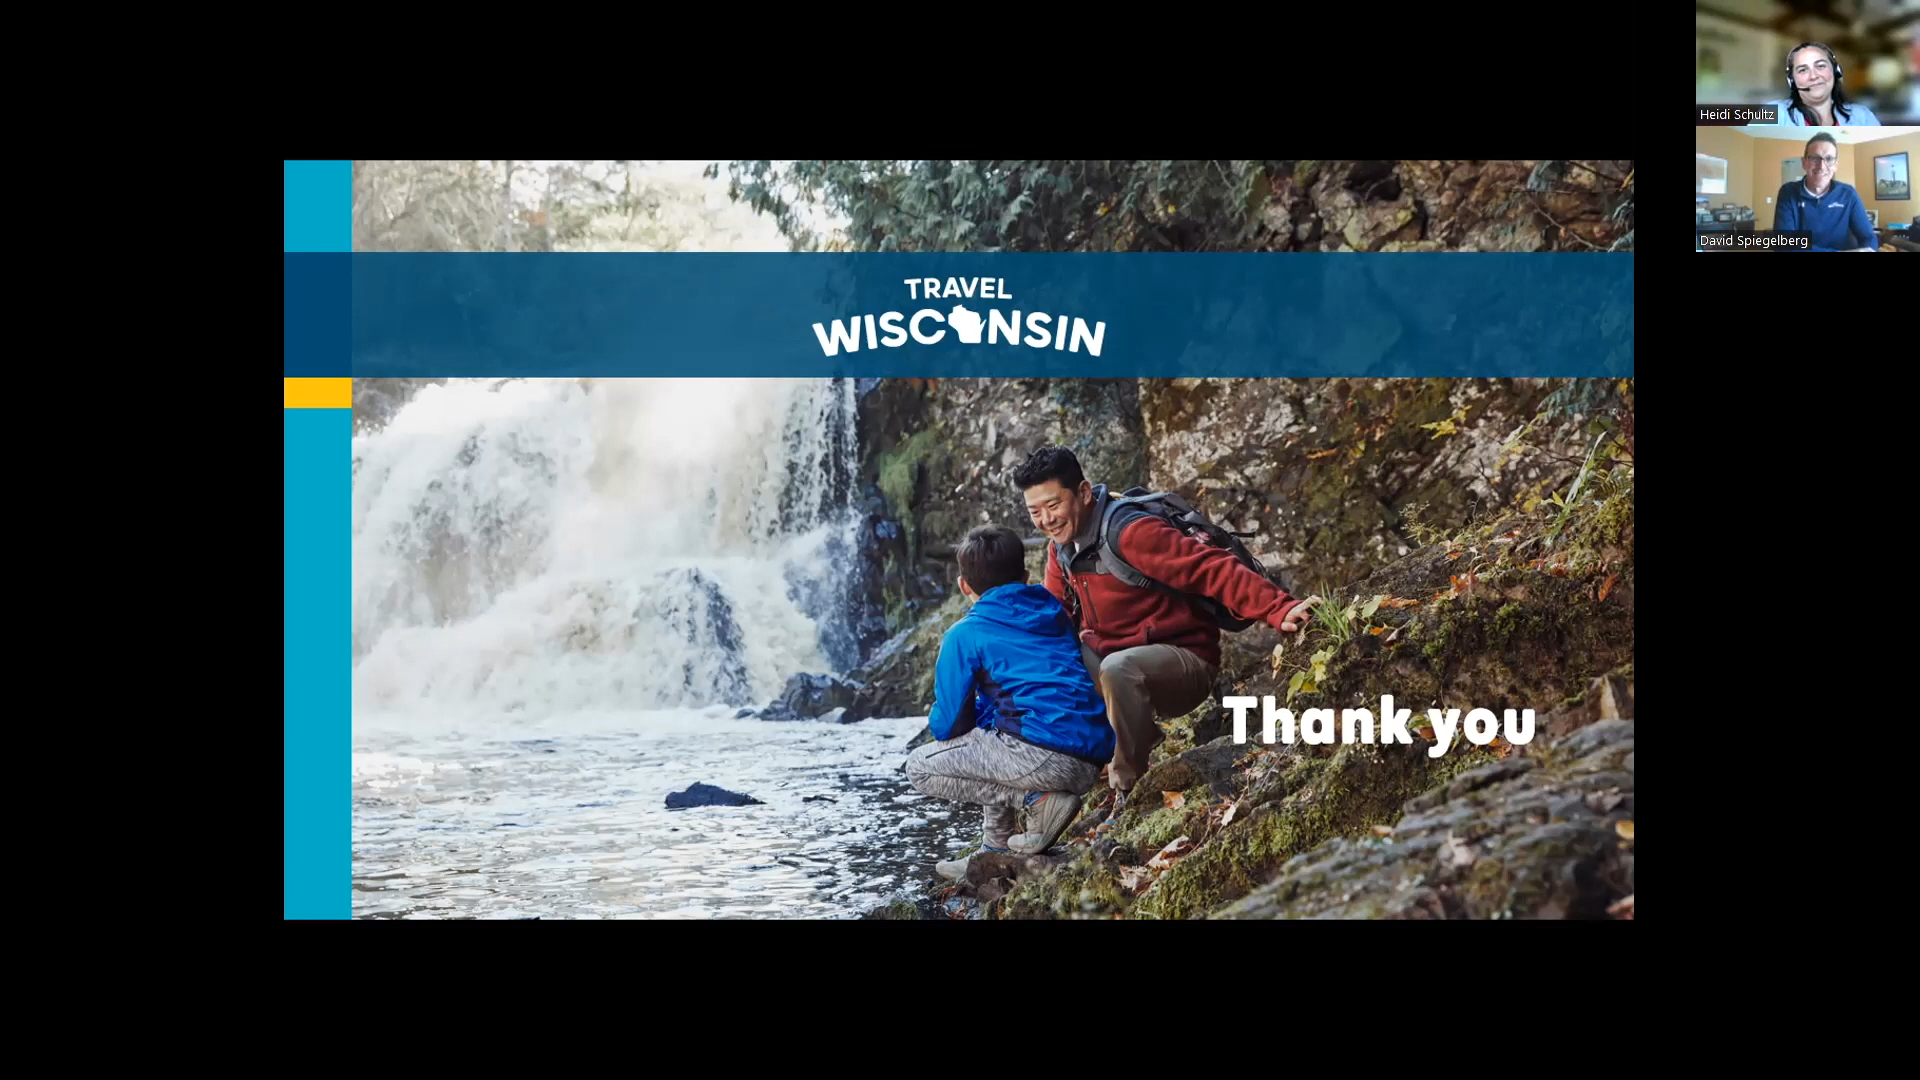 Heidi Schultz
David Spiegelberg
TRAVEL
WISCONSIN
Thank you